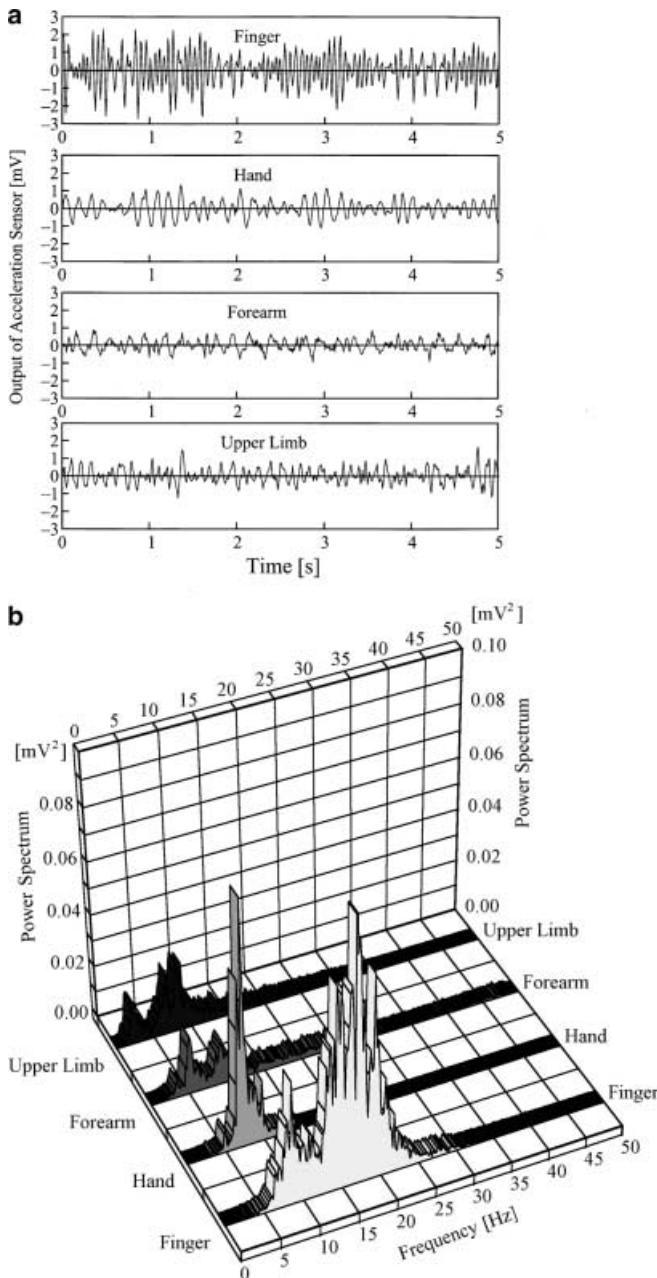 a
Output of Acceleration Sensor [mV]
3
2
1
0
−1
−2
−3
Finger
0 1 2 3 4 5
3
2
1
0
−1
−2
−3
Hand
0 1 2 3 4 5
3
2
1
0
−1
−2
−3
Forearm
0 1 2 3 4 5
3
2
1
0
−1
−2
−3
Upper Limb
0 1 2 3 4 5
Time [s]
b
[mV²]
0 5 10 15 20 25 30 35 40 45 50
[mV²]
0.10
0.08
0.06
0.04
0.02
0.00
Power Spectrum
0.08
0.06
0.04
0.02
0.00
Power Spectrum
Upper Limb
Forearm
Hand
Finger
Upper Limb
Forearm
Hand
Finger
0 5 10 15 20 25 30 35 40 45 50
Frequency [Hz]